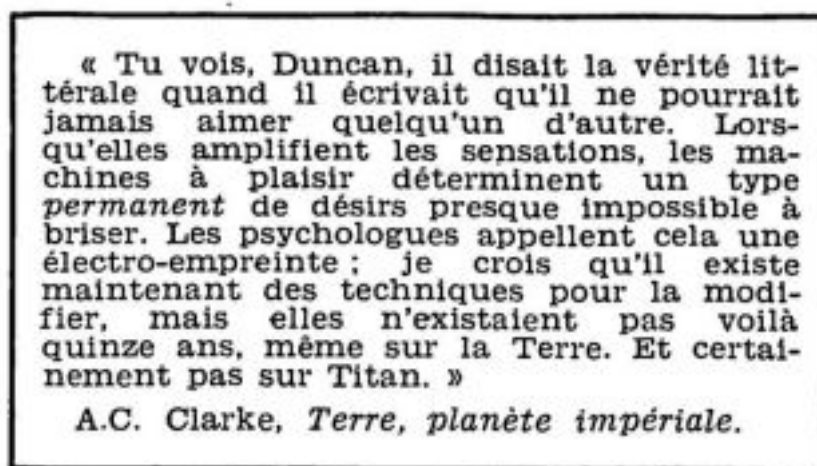 « Tu vois, Duncan, il disait la vérité lit-
térale quand il écrivait qu'il ne pourrait
jamais aimer quelqu'un d'autre. Lors-
qu'elles amplifient les sensations, les ma-
chines à plaisir déterminent un type
permanent de désirs presque impossible à
briser. Les psychologues appellent cela une
électro-empreinte ; je crois qu'il existe
maintenant des techniques pour la modi-
fier, mais elles n'existaient pas voilà
quinze ans, même sur la Terre. Et certai-
nement pas sur Titan. »
A.C. Clarke, Terre, planète impériale.